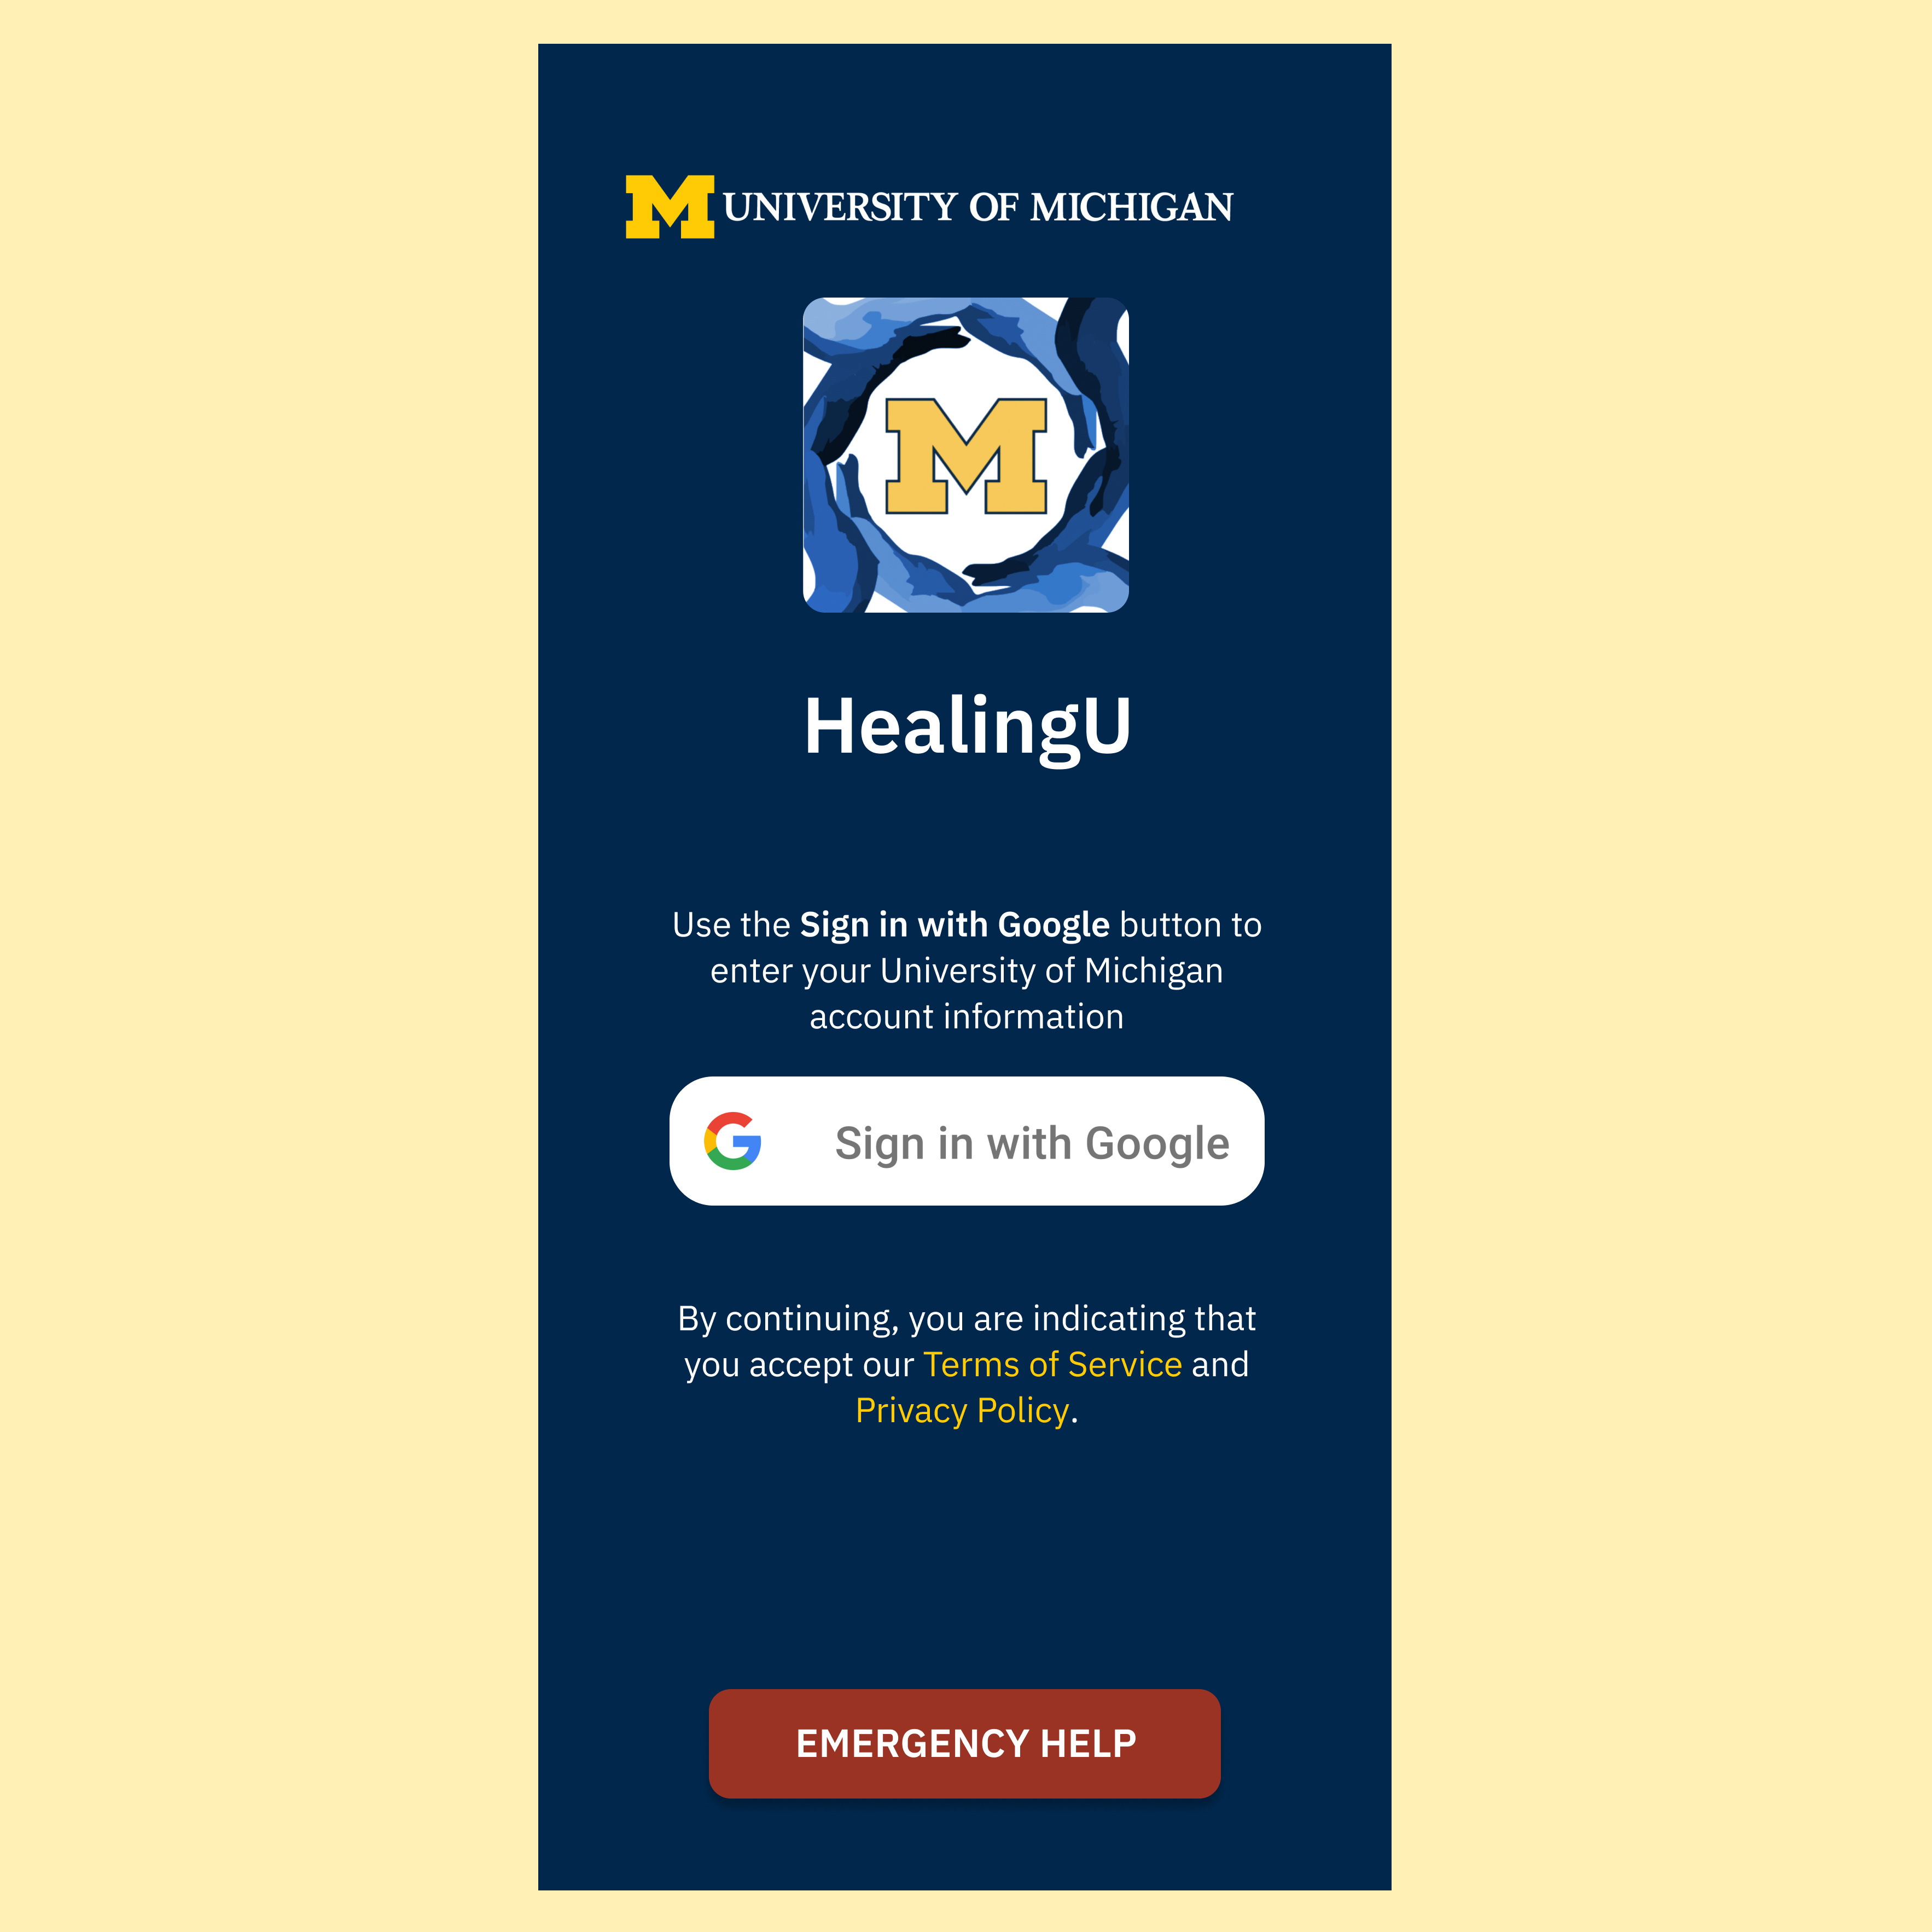 M UNIVERSITY OF MICHIGAN
M
HealingU
Use the Sign in with Google button to
enter your University of Michigan
account information
G Sign in with Google
By continuing, you are indicating that
you accept our Terms of Service and
Privacy Policy.
EMERGENCY HELP